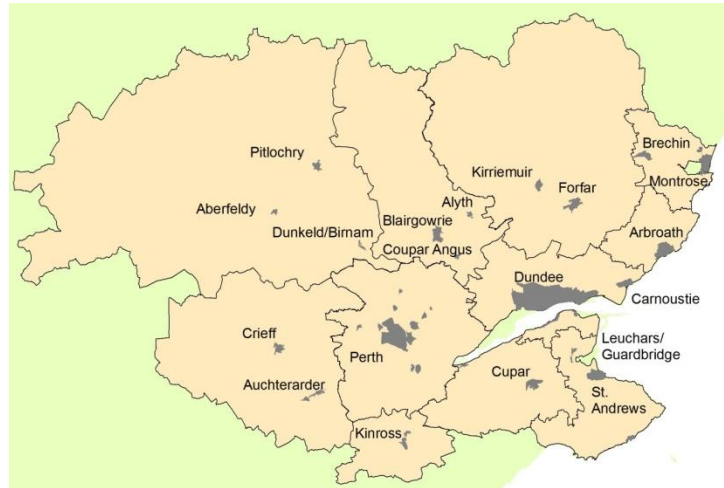 Brechin
Pitlochry
Kirriemuir
Montrose
Forfar
Alyth
Aberfeldy
Blairgowrie
Dunkeld/Birnam
Arbroath
Coupar Angus
Dundee
Carnoustie
Crieff
Leuchars/
Guardbridge
Perth
Cupar
Auchterarder
St.
Andrews
Kinross